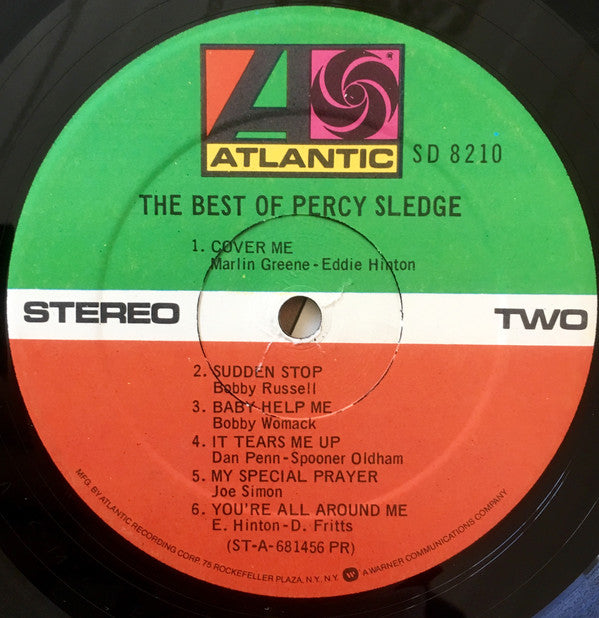 ATLANTIC
SD 8210
THE BEST OF PERCY SLEDGE
1. COVER ME
Marlin Greene - Eddie Hinton
STEREO
TWO
2. SUDDEN STOP
Bobby Russell
3. BABY HELP ME
Bobby Womack
4. IT TEARS ME UP
Dan Penn-Spooner Oldham
5. MY SPECIAL PRAYER
Joe Simon
6. YOU'RE ALL AROUND ME
E. Hinton-D. Fritts
(ST-A-681456 PR)
MFG. BY ATLANTIC RECORDING CORP. 75 ROCKEFELLER PLAZA, N.Y. N.Y. W A WARNER COMMUNICATIONS COMPANY